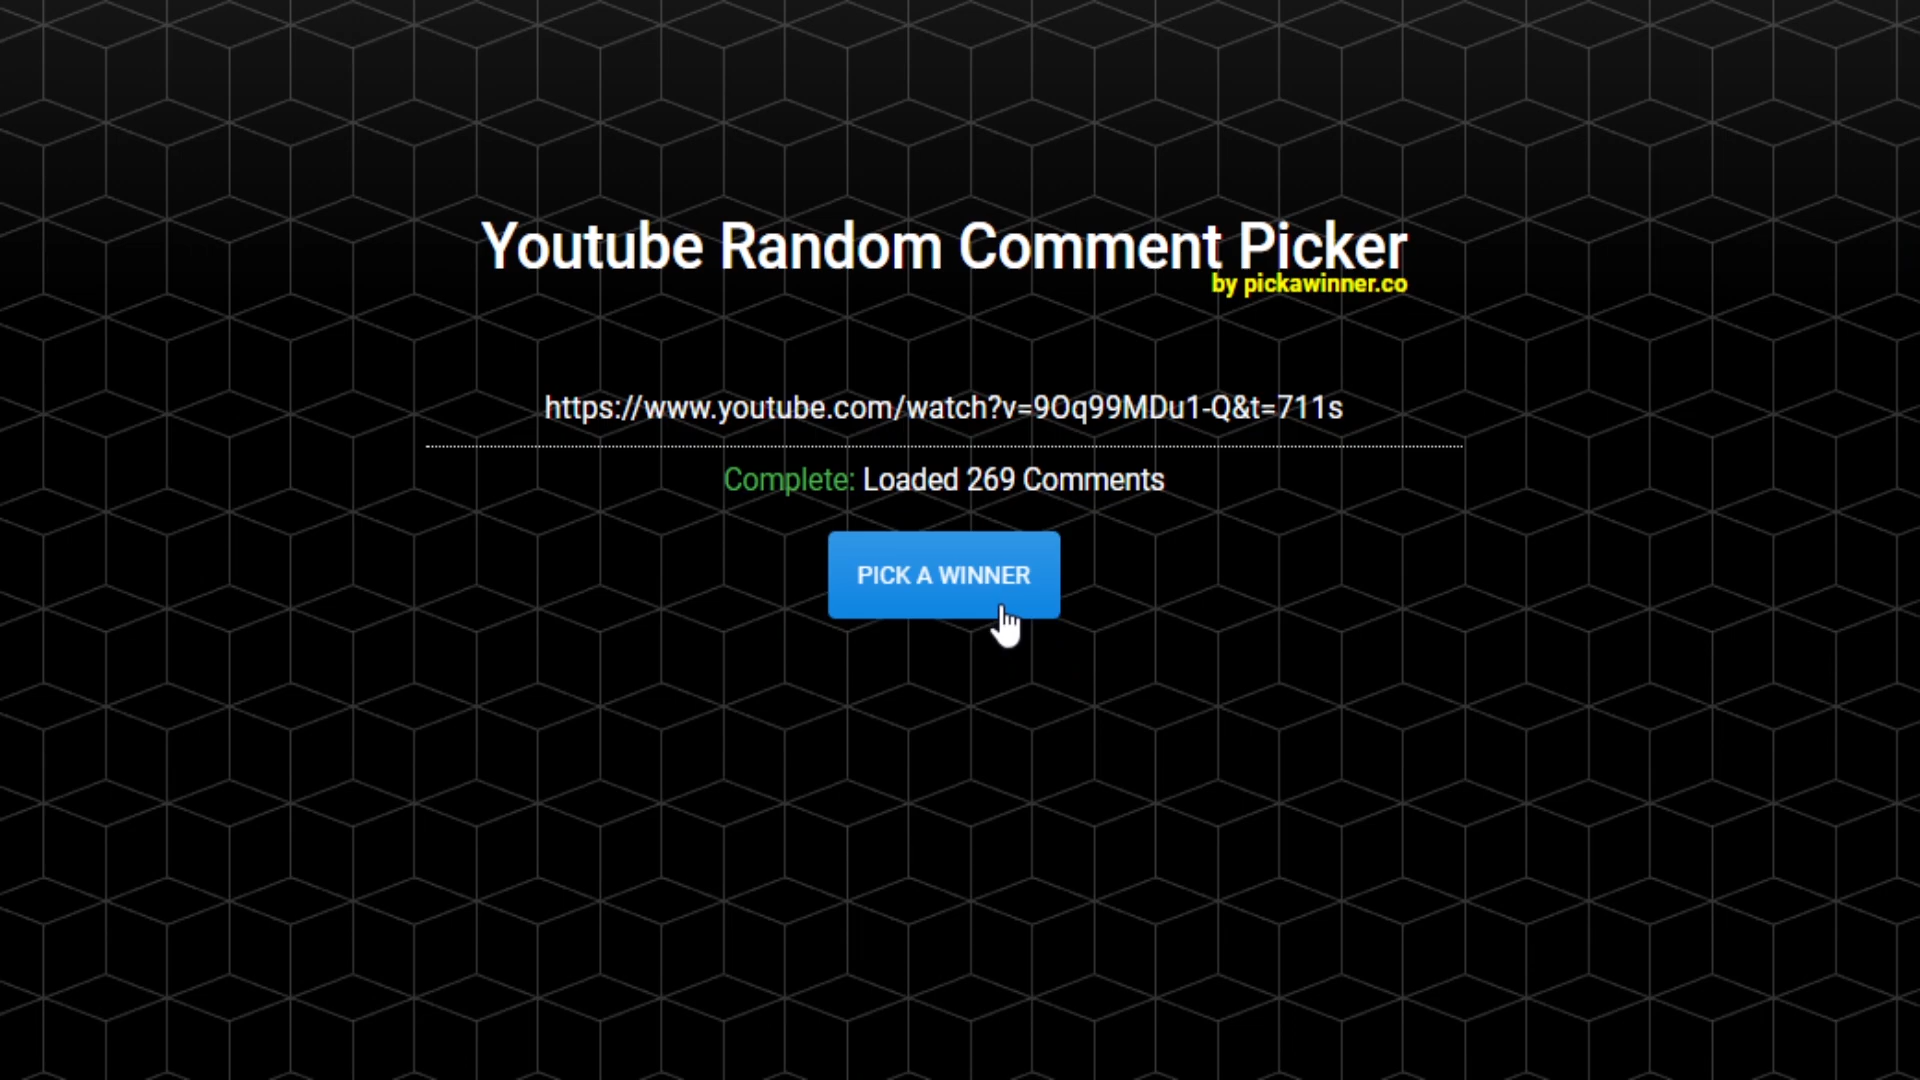 Youtube Random Comment Picker
by pickawinner.co
https://www.youtube.com/watch?v=9Oq99MDu1-Q&t=711s
Complete: Loaded 269 Comments
PICK A WINNER